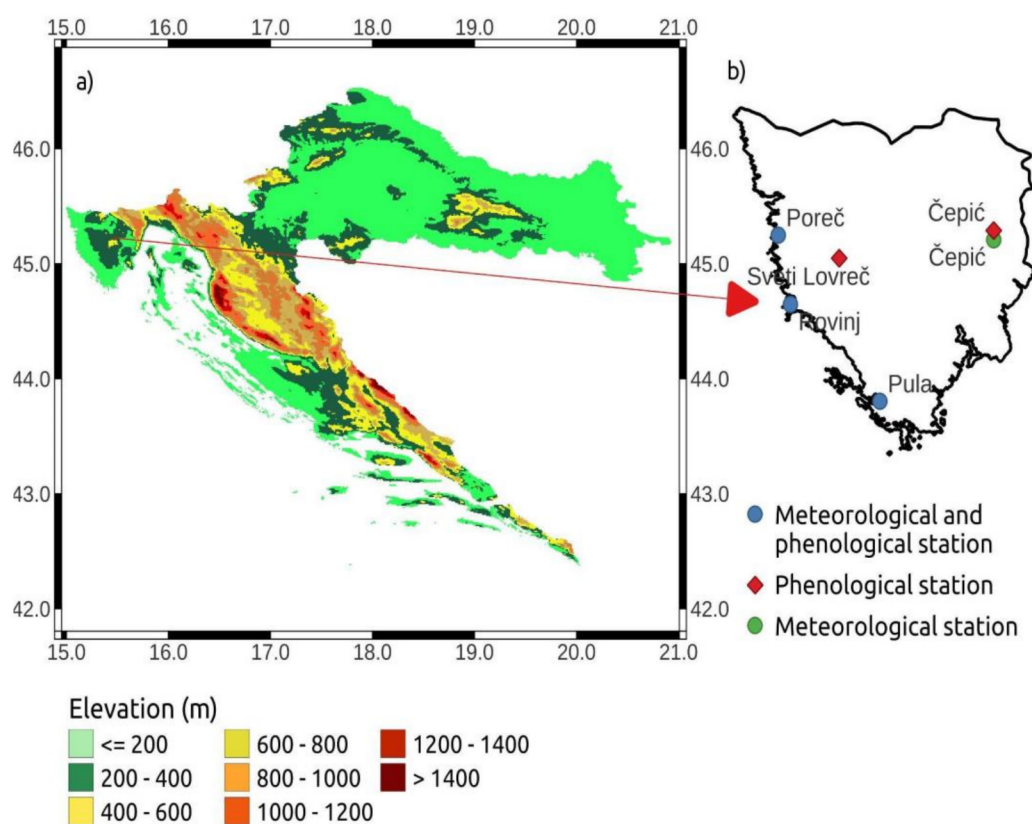 15.0 16.0 17.0 18.0 19.0 20.0 21.0
a)
b)
46.0 46.0
Poreč
Čepić
Čepić
45.0 45.0
Sveti Lovreč
Rovinj
44.0 44.0
Pula
43.0 43.0
42.0 42.0
15.0 16.0 17.0 18.0 19.0 20.0 21.0
Meteorological and
phenological station
Phenological station
Meteorological station
Elevation (m)
<= 200 600 - 800 1200 - 1400
200 - 400 800 - 1000 > 1400
400 - 600 1000 - 1200